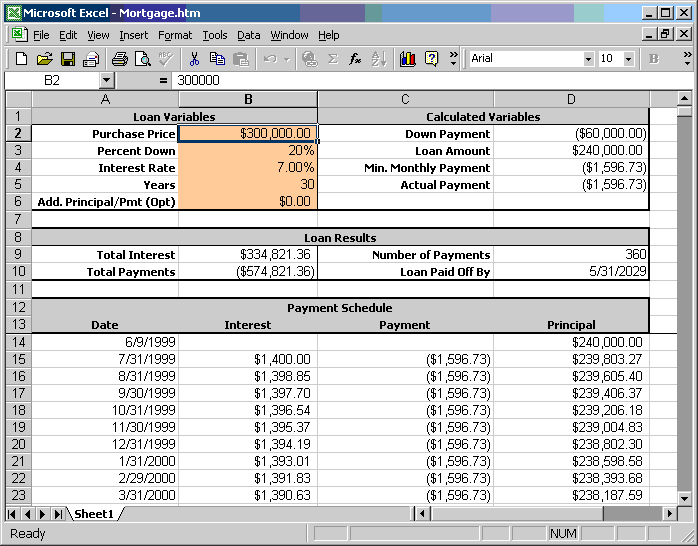 Microsoft Excel - Mortgage.htm
File Edit View Insert Format Tools Data Window Help
Arial 10 B
B2 = 300000
A B C D
1 Loan Variables Calculated Variables
2 Purchase Price $300,000.00 Down Payment ($60,000.00)
3 Percent Down 20% Loan Amount $240,000.00
4 Interest Rate 7.00% Min. Monthly Payment ($1,596.73)
5 Years 30 Actual Payment ($1,596.73)
6 Add. Principal/Pmt (Opt) $0.00
7
8 Loan Results
9 Total Interest $334,821.36 Number of Payments 360
10 Total Payments ($574,821.36) Loan Paid Off By 5/31/2029
11
12 Payment Schedule
13 Date Interest Payment Principal
14 6/9/1999 $240,000.00
15 7/31/1999 $1,400.00 ($1,596.73) $239,803.27
16 8/31/1999 $1,398.85 ($1,596.73) $239,605.40
17 9/30/1999 $1,397.70 ($1,596.73) $239,406.37
18 10/31/1999 $1,396.54 ($1,596.73) $239,206.18
19 11/30/1999 $1,395.37 ($1,596.73) $239,004.83
20 12/31/1999 $1,394.19 ($1,596.73) $238,802.30
21 1/31/2000 $1,393.01 ($1,596.73) $238,598.58
22 2/29/2000 $1,391.83 ($1,596.73) $238,393.68
23 3/31/2000 $1,390.63 ($1,596.73) $238,187.59
Sheet1
Ready NUM